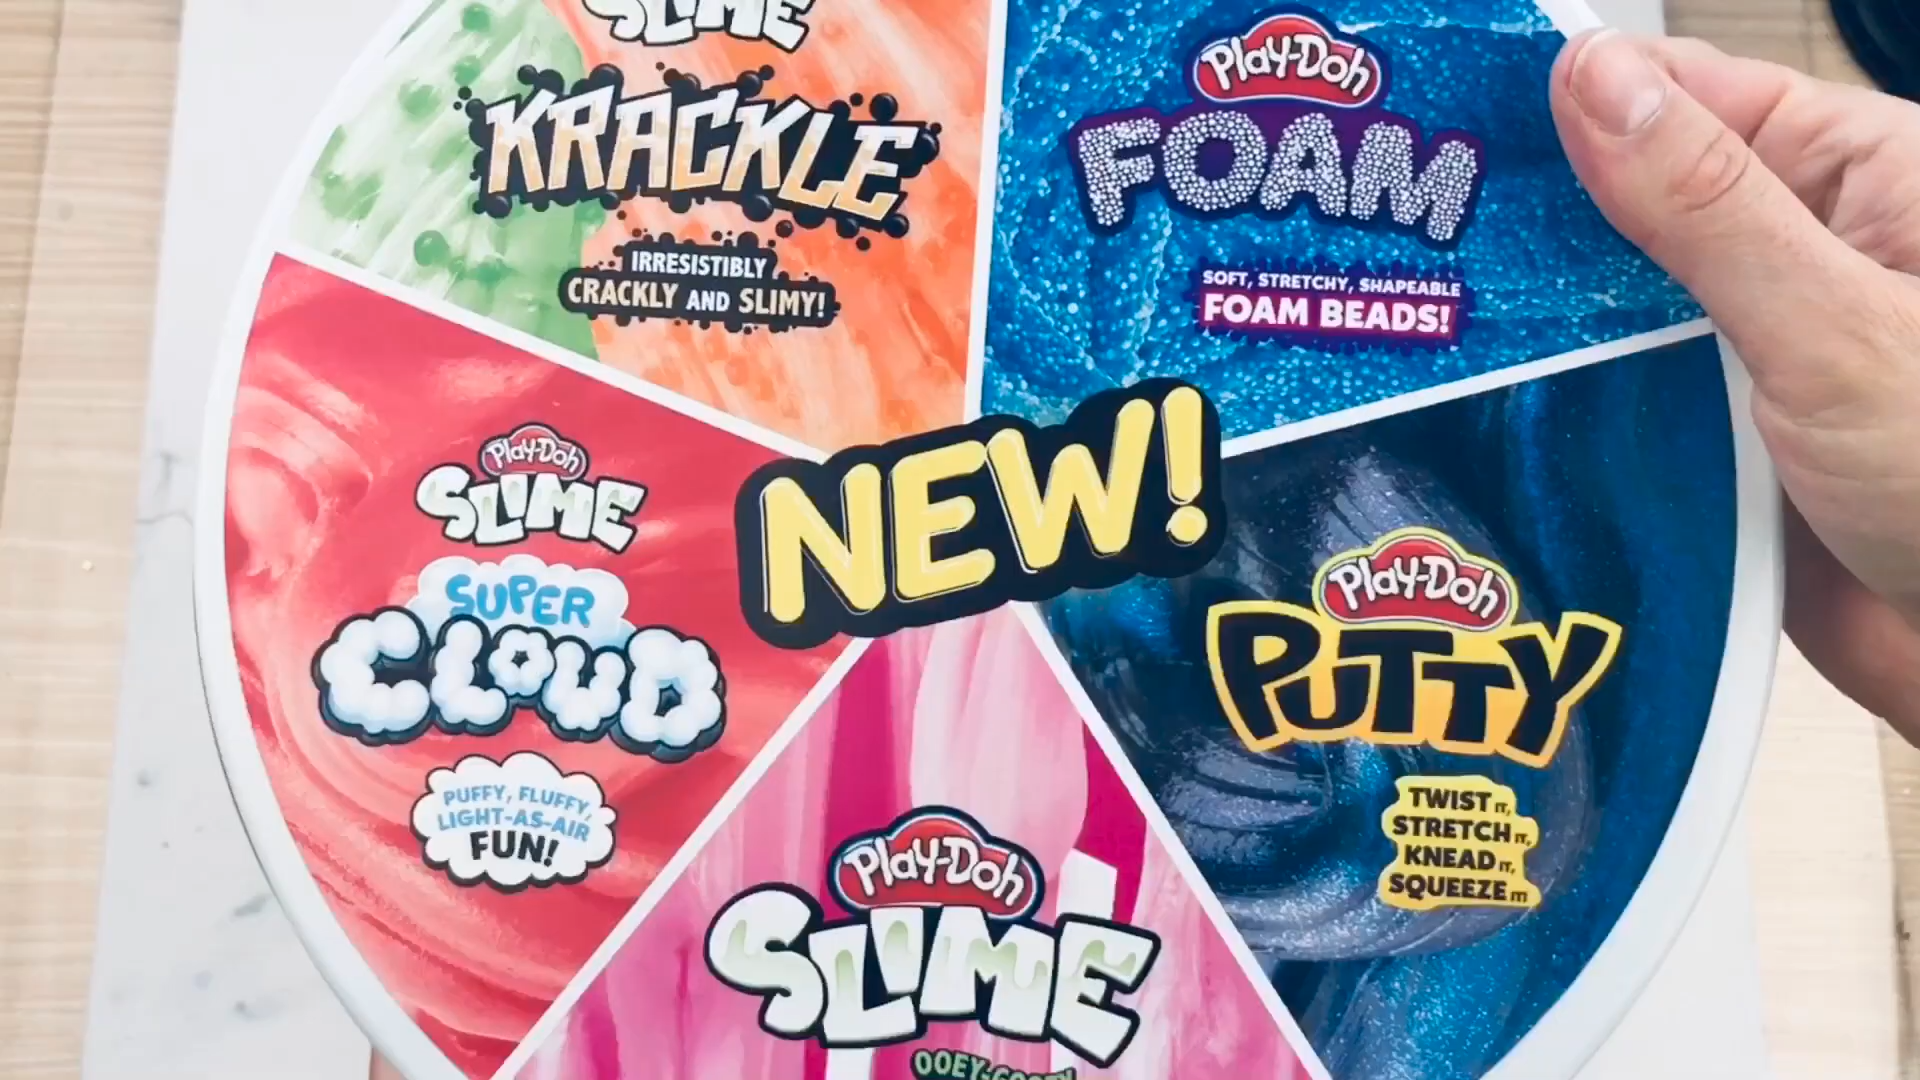 SLIME
KRACKLE
IRRESISTIBLY
CRACKLY AND SLIMY!
Play-Doh
FOAM
SOFT, STRETCHY, SHAPEABLE
FOAM BEADS!
NEW!
Play-Doh
SLIME
SUPER
CLOUD
PUFFY, FLUFFY,
LIGHT-AS-AIR
FUN!
Play-Doh
PUTTY
TWIST IT,
STRETCH IT,
KNEAD IT,
SQUEEZE IT!
Play-Doh
SLIME
OOEY-GOOEY